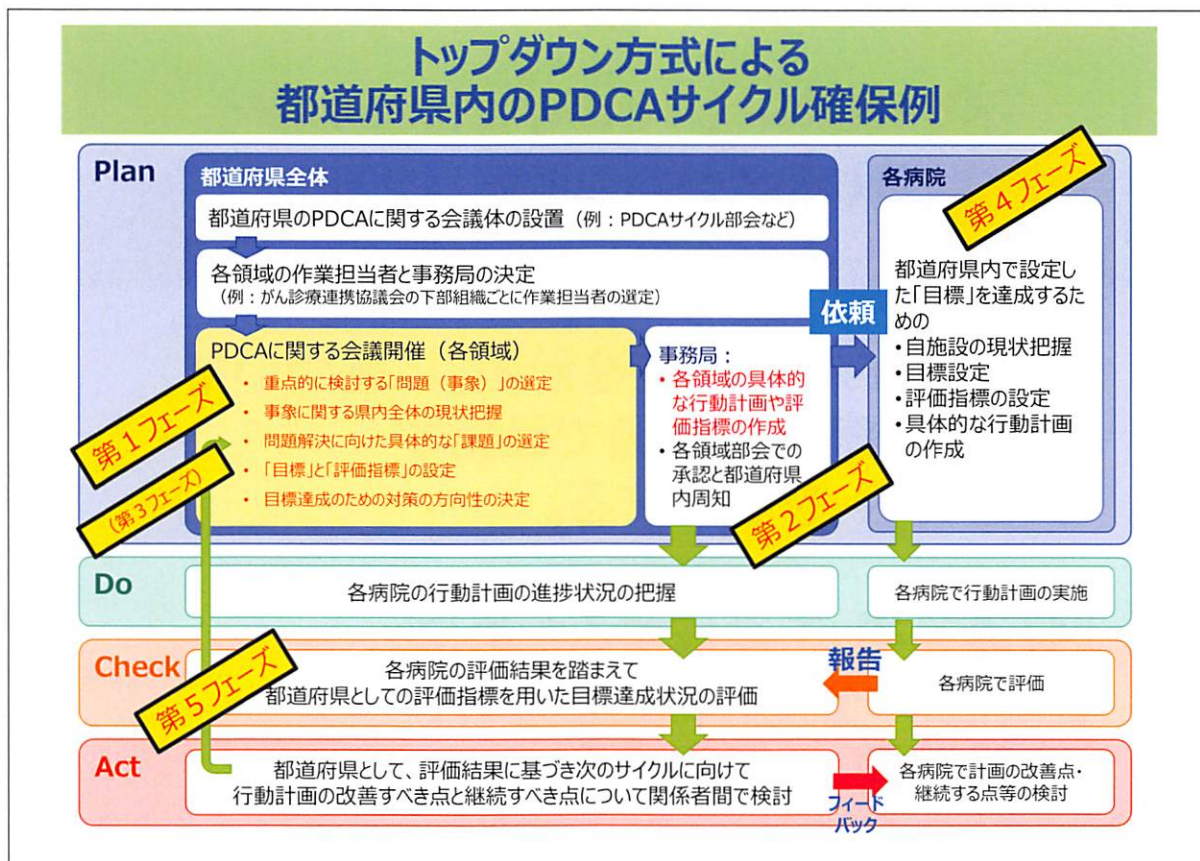 トップダウン方式による
都道府県内のPDCAサイクル確保例
Plan
都道府県全体
都道府県のPDCAに関する会議体の設置（例：PDCAサイクル部会など）
各領域の作業担当者と事務局の決定
（例：がん診療連携協議会の下部組織ごとに作業担当者の選定）
PDCAに関する会議開催（各領域）
• 重点的に検討する「問題（事象）」の選定
• 事象に関する県内全体の現状把握
• 問題解決に向けた具体的な「課題」の選定
• 「目標」と「評価指標」の設定
• 目標達成のための対策の方向性の決定
第１フェーズ
（第３フェーズ）
事務局：
• 各領域の具体的
な行動計画や評
価指標の作成
• 各領域部会での
承認と都道府県
内周知
第２フェーズ
依頼
各病院
第４フェーズ
都道府県内で設定し
た「目標」を達成するた
めの
•自施設の現状把握
•目標設定
•評価指標の設定
•具体的な行動計画
の作成
Do
各病院の行動計画の進捗状況の把握
各病院で行動計画の実施
Check
各病院の評価結果を踏まえて
都道府県としての評価指標を用いた目標達成状況の評価
報告
各病院で評価
第５フェーズ
Act
都道府県として、評価結果に基づき次のサイクルに向けて
行動計画の改善すべき点と継続すべき点について関係者間で検討
フィード
バック
各病院で計画の改善点・
継続する点等の検討